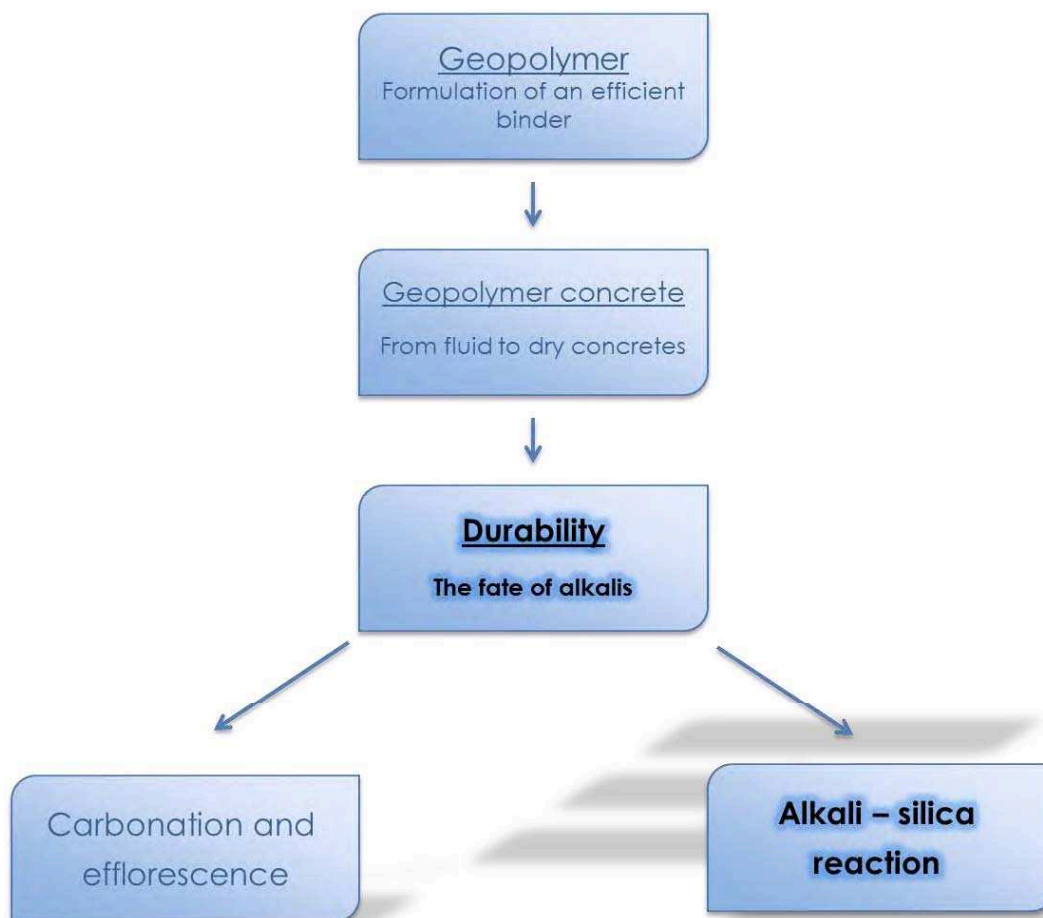 Geopolymer
Formulation of an efficient
binder
Geopolymer concrete
From fluid to dry concretes
Durability
The fate of alkalis
Carbonation and
efflorescence
Alkali – silica
reaction